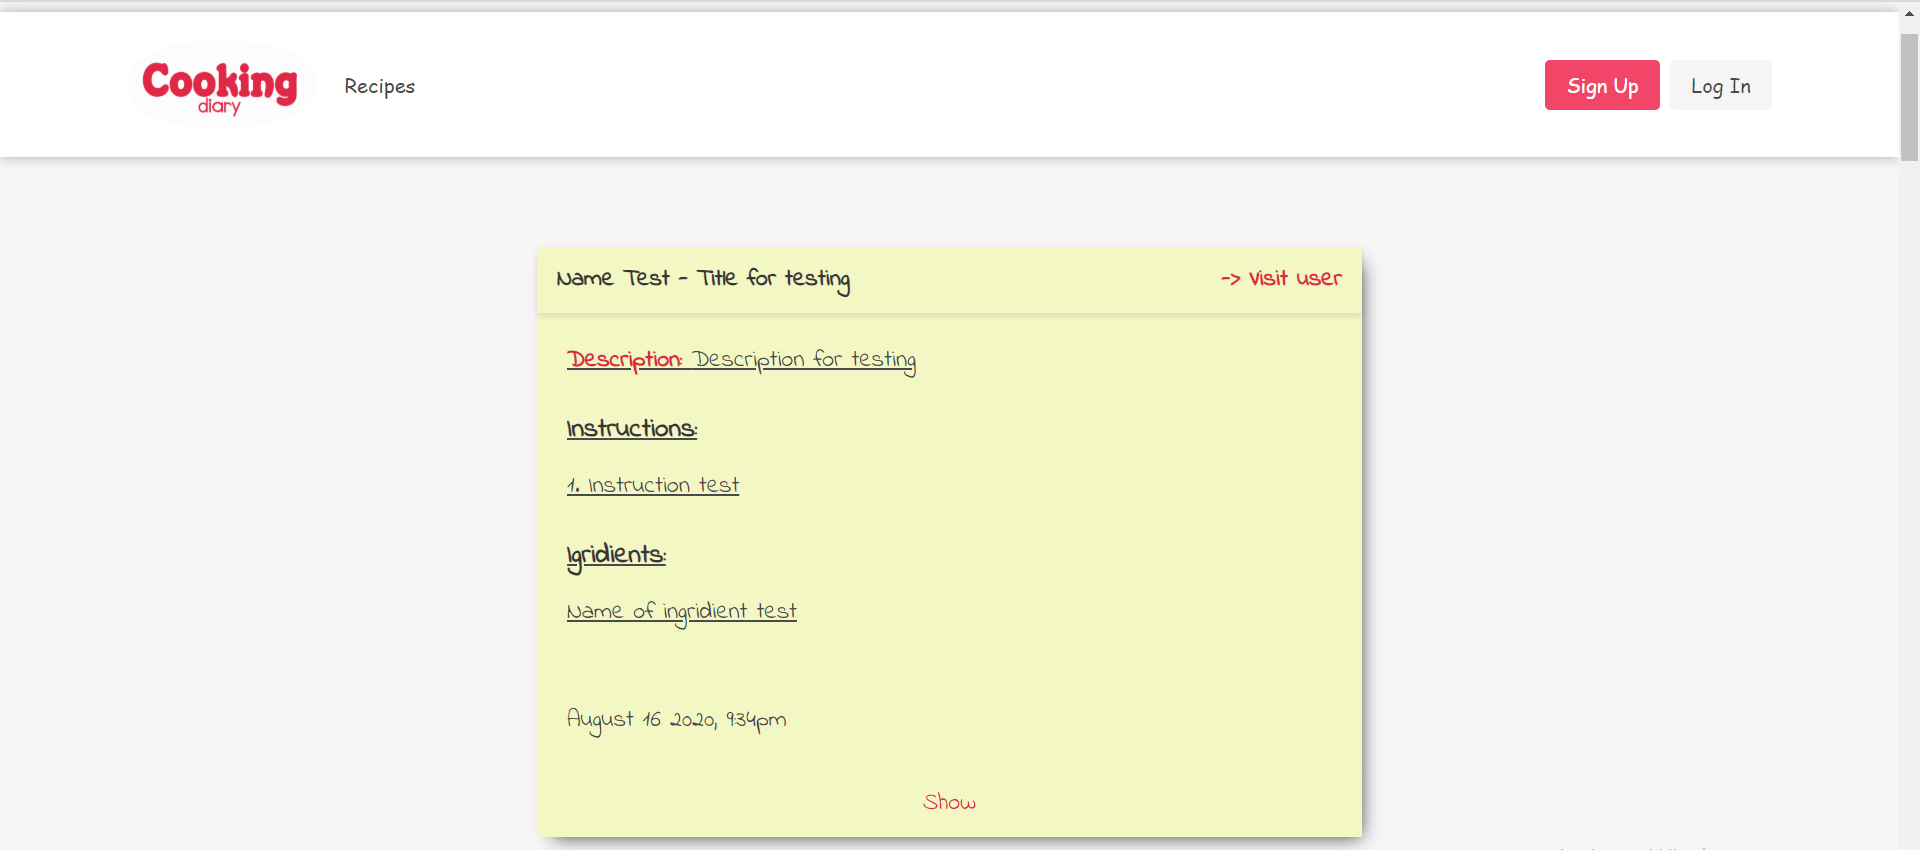 Cooking
diary
Recipes
Sign Up
Log In
Name Test - Title for testing
-> Visit user
Description: Description for testing
Instructions:
1. Instruction test
Igridients:
Name of ingridient test
August 16 2020, 9:34pm
Show